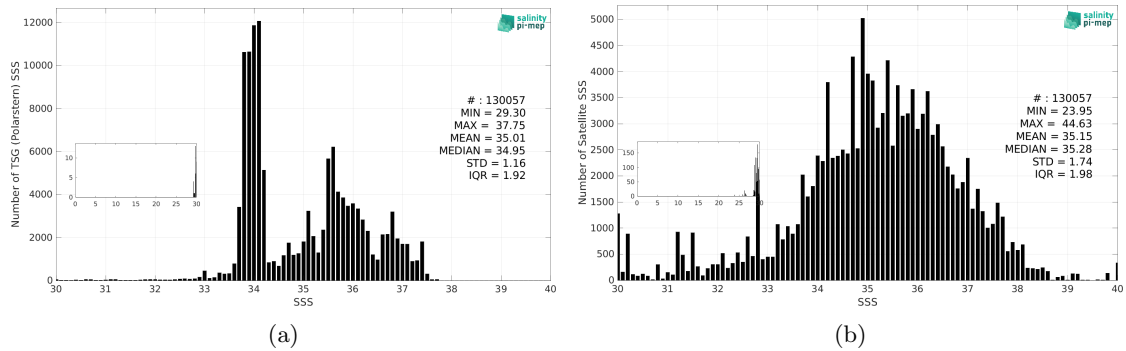 12000
10000
8000
6000
4000
2000
0
Number of TSG (Polarstern) SSS
salinity
pi-mep
# : 130057
MIN = 29.30
MAX = 37.75
MEAN = 35.01
MEDIAN = 34.95
STD = 1.16
IQR = 1.92
10
5
0
0 5 10 15 20 25 30
30 31 32 33 34 35 36 37 38 39 40
SSS
(a)
5000
4500
4000
3500
3000
2500
2000
1500
1000
500
0
Number of Satellite SSS
salinity
pi-mep
# : 130057
MIN = 23.95
MAX = 44.63
MEAN = 35.15
MEDIAN = 35.28
STD = 1.74
IQR = 1.98
150
100
50
0
0 5 10 15 20 25 30
30 31 32 33 34 35 36 37 38 39 40
SSS
(b)